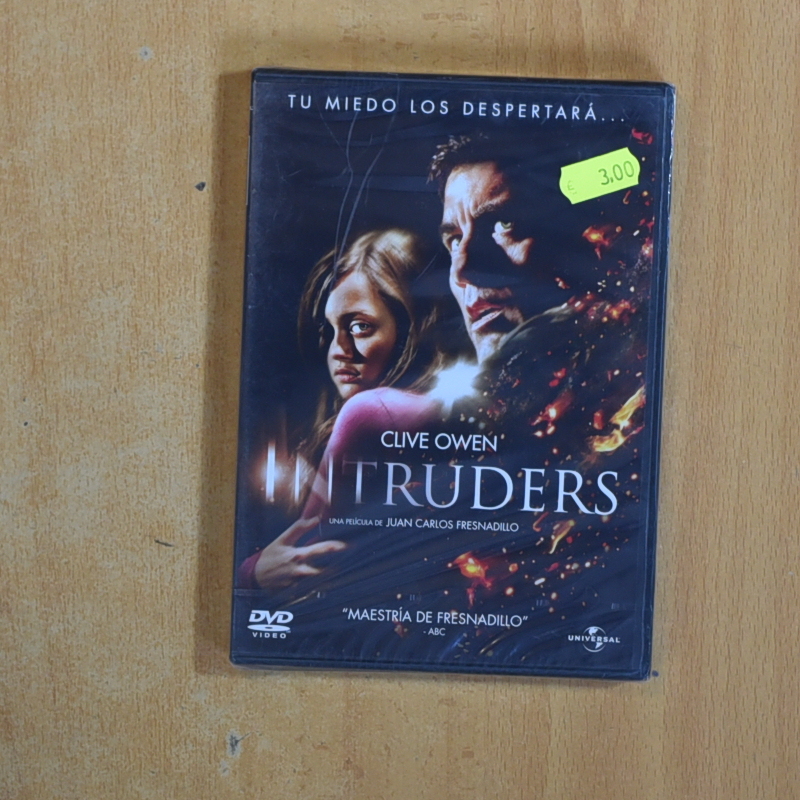 TU MIEDO LOS DESPERTARÁ...
€ 3.00
CLIVE OWEN
INTRUDERS
UNA PELÍCULA DE JUAN CARLOS FRESNADILLO
"MAESTRÍA DE FRESNADILLO"
- ABC
DVD
VIDEO
UNIVERSAL